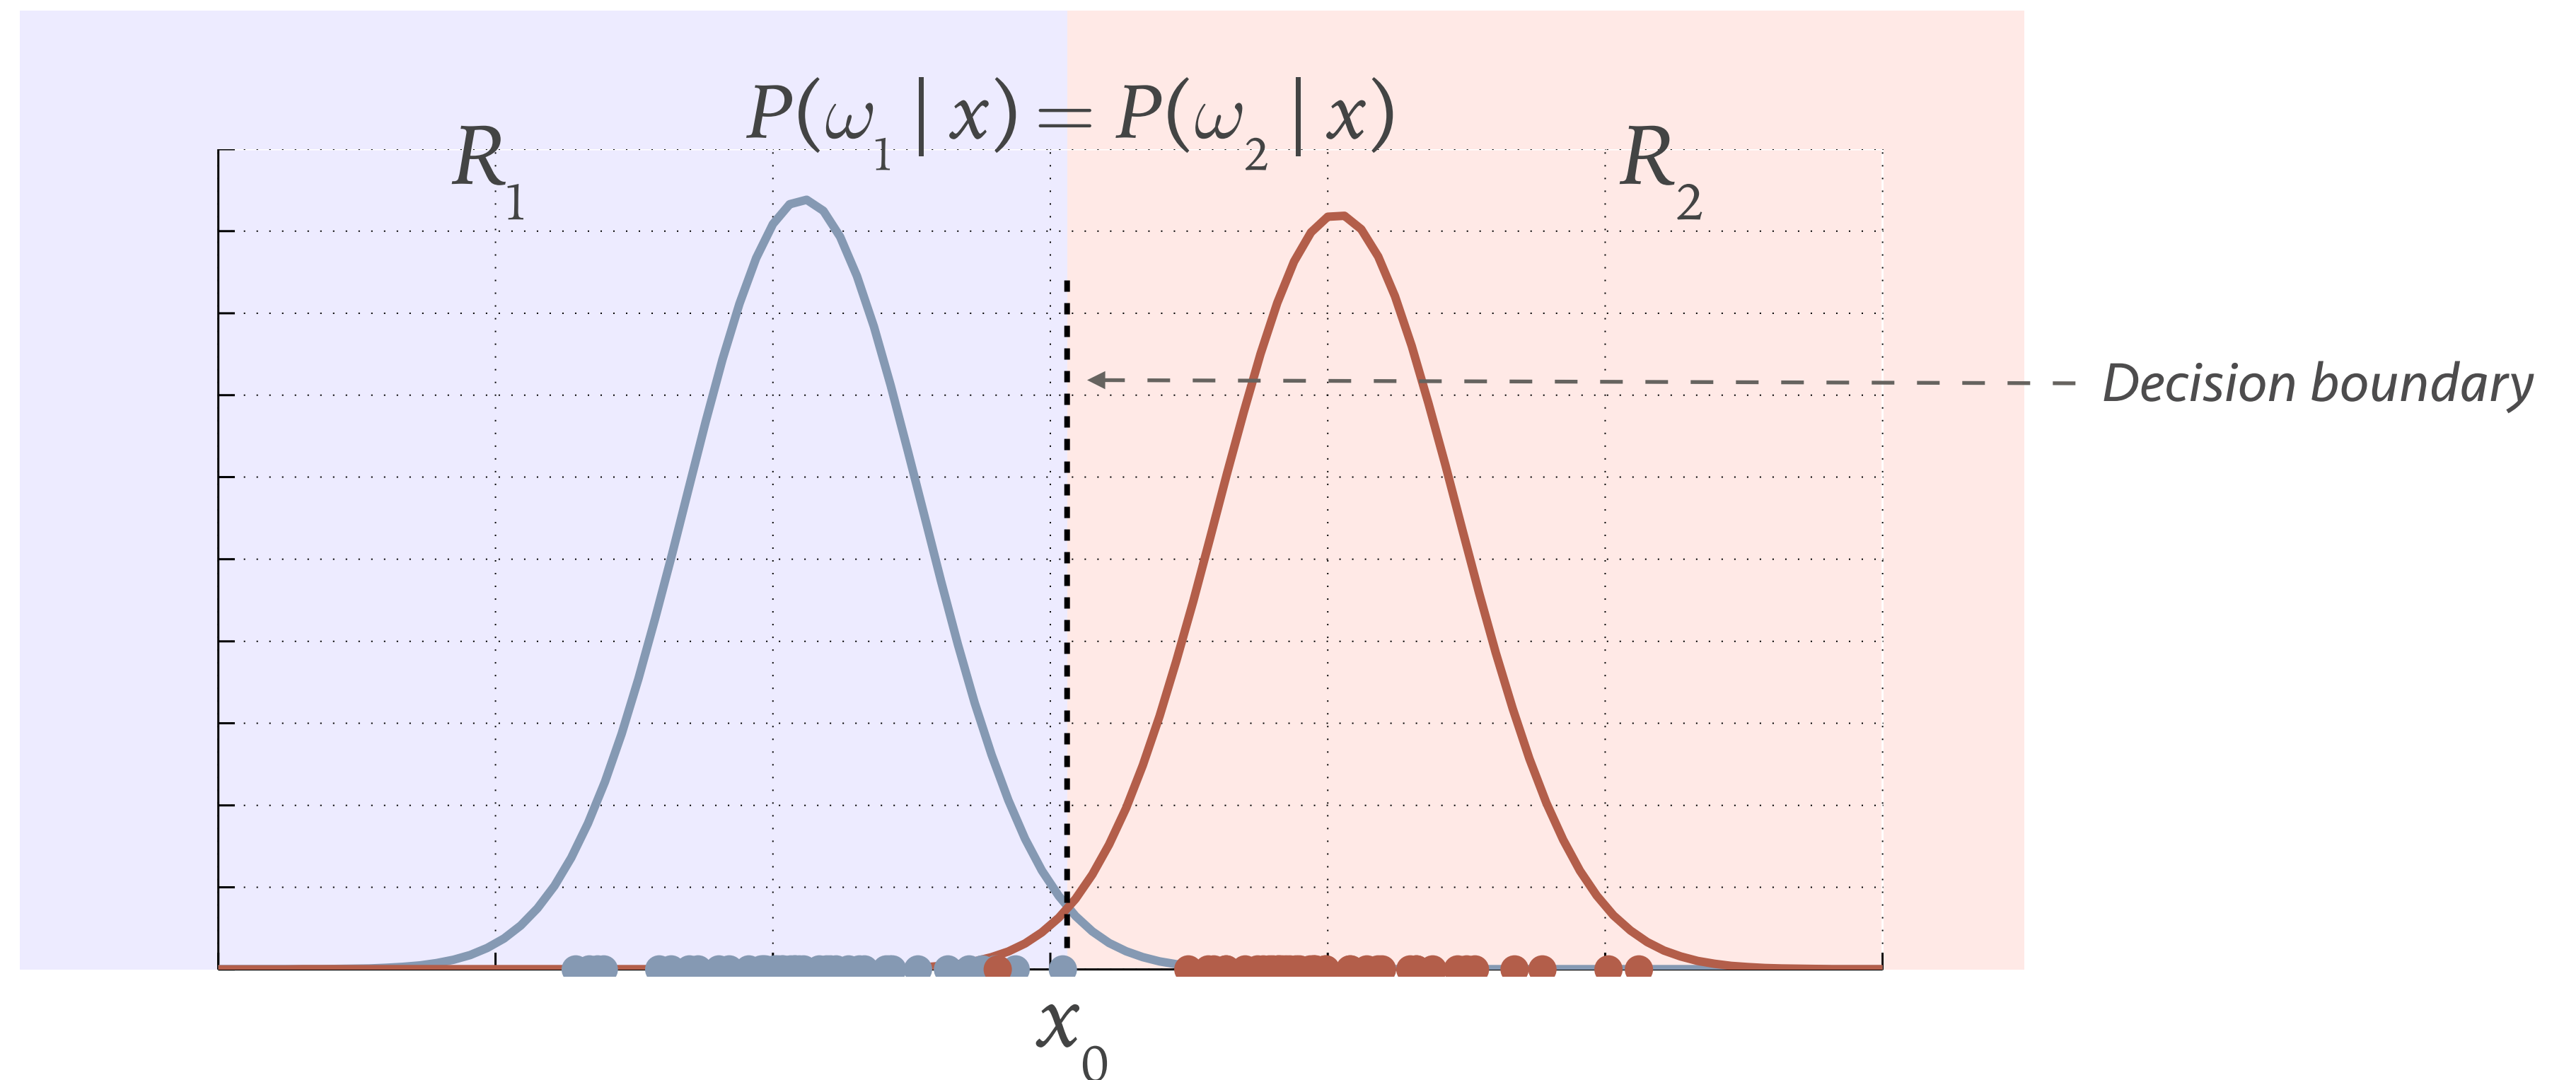 P(ω₁ | x) = P(ω₂ | x)
R₁
R₂
Decision boundary
x₀